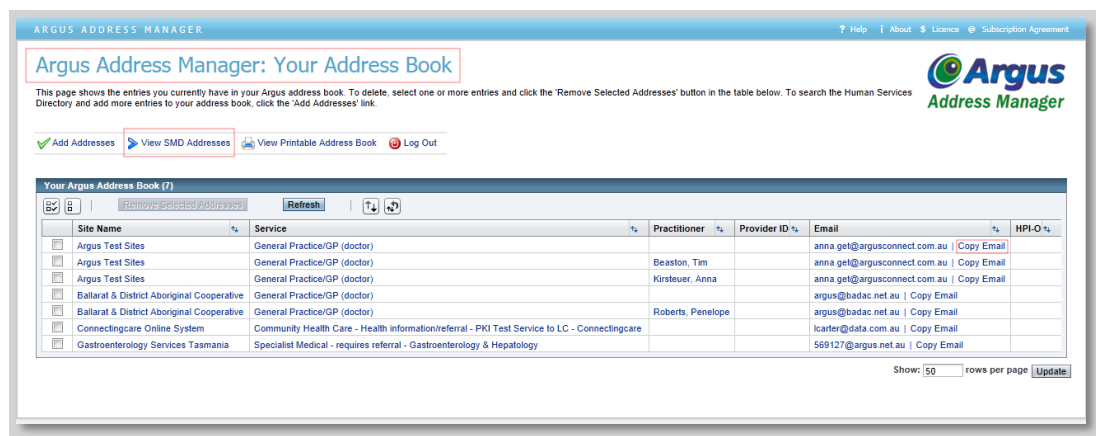 ARGUS ADDRESS MANAGER ? Help i About $ Licence @ Subscription Agreement
Argus Address Manager: Your Address Book
Argus
Address Manager
This page shows the entries you currently have in your Argus address book. To delete, select one or more entries and click the 'Remove Selected Addresses' button in the table below. To search the Human Services
Directory and add more entries to your address book, click the 'Add Addresses' link.
Add Addresses View SMD Addresses View Printable Address Book Log Out
Your Argus Address Book (7)
Remove Selected Addresses Refresh
Site Name Service Practitioner Provider ID Email HPI-O
Argus Test Sites General Practice/GP (doctor) anna.get@argusconnect.com.au | Copy Email
Argus Test Sites General Practice/GP (doctor) Beaston, Tim anna.get@argusconnect.com.au | Copy Email
Argus Test Sites General Practice/GP (doctor) Kirsteuer, Anna anna.get@argusconnect.com.au | Copy Email
Ballarat & District Aboriginal Cooperative General Practice/GP (doctor) argus@badac.net.au | Copy Email
Ballarat & District Aboriginal Cooperative General Practice/GP (doctor) Roberts, Penelope argus@badac.net.au | Copy Email
Connectingcare Online System Community Health Care - Health information/referral - PKI Test Service to LC - Connectingcare lcarter@data.com.au | Copy Email
Gastroenterology Services Tasmania Specialist Medical - requires referral - Gastroenterology & Hepatology 569127@argus.net.au | Copy Email
Show: 50 rows per page Update